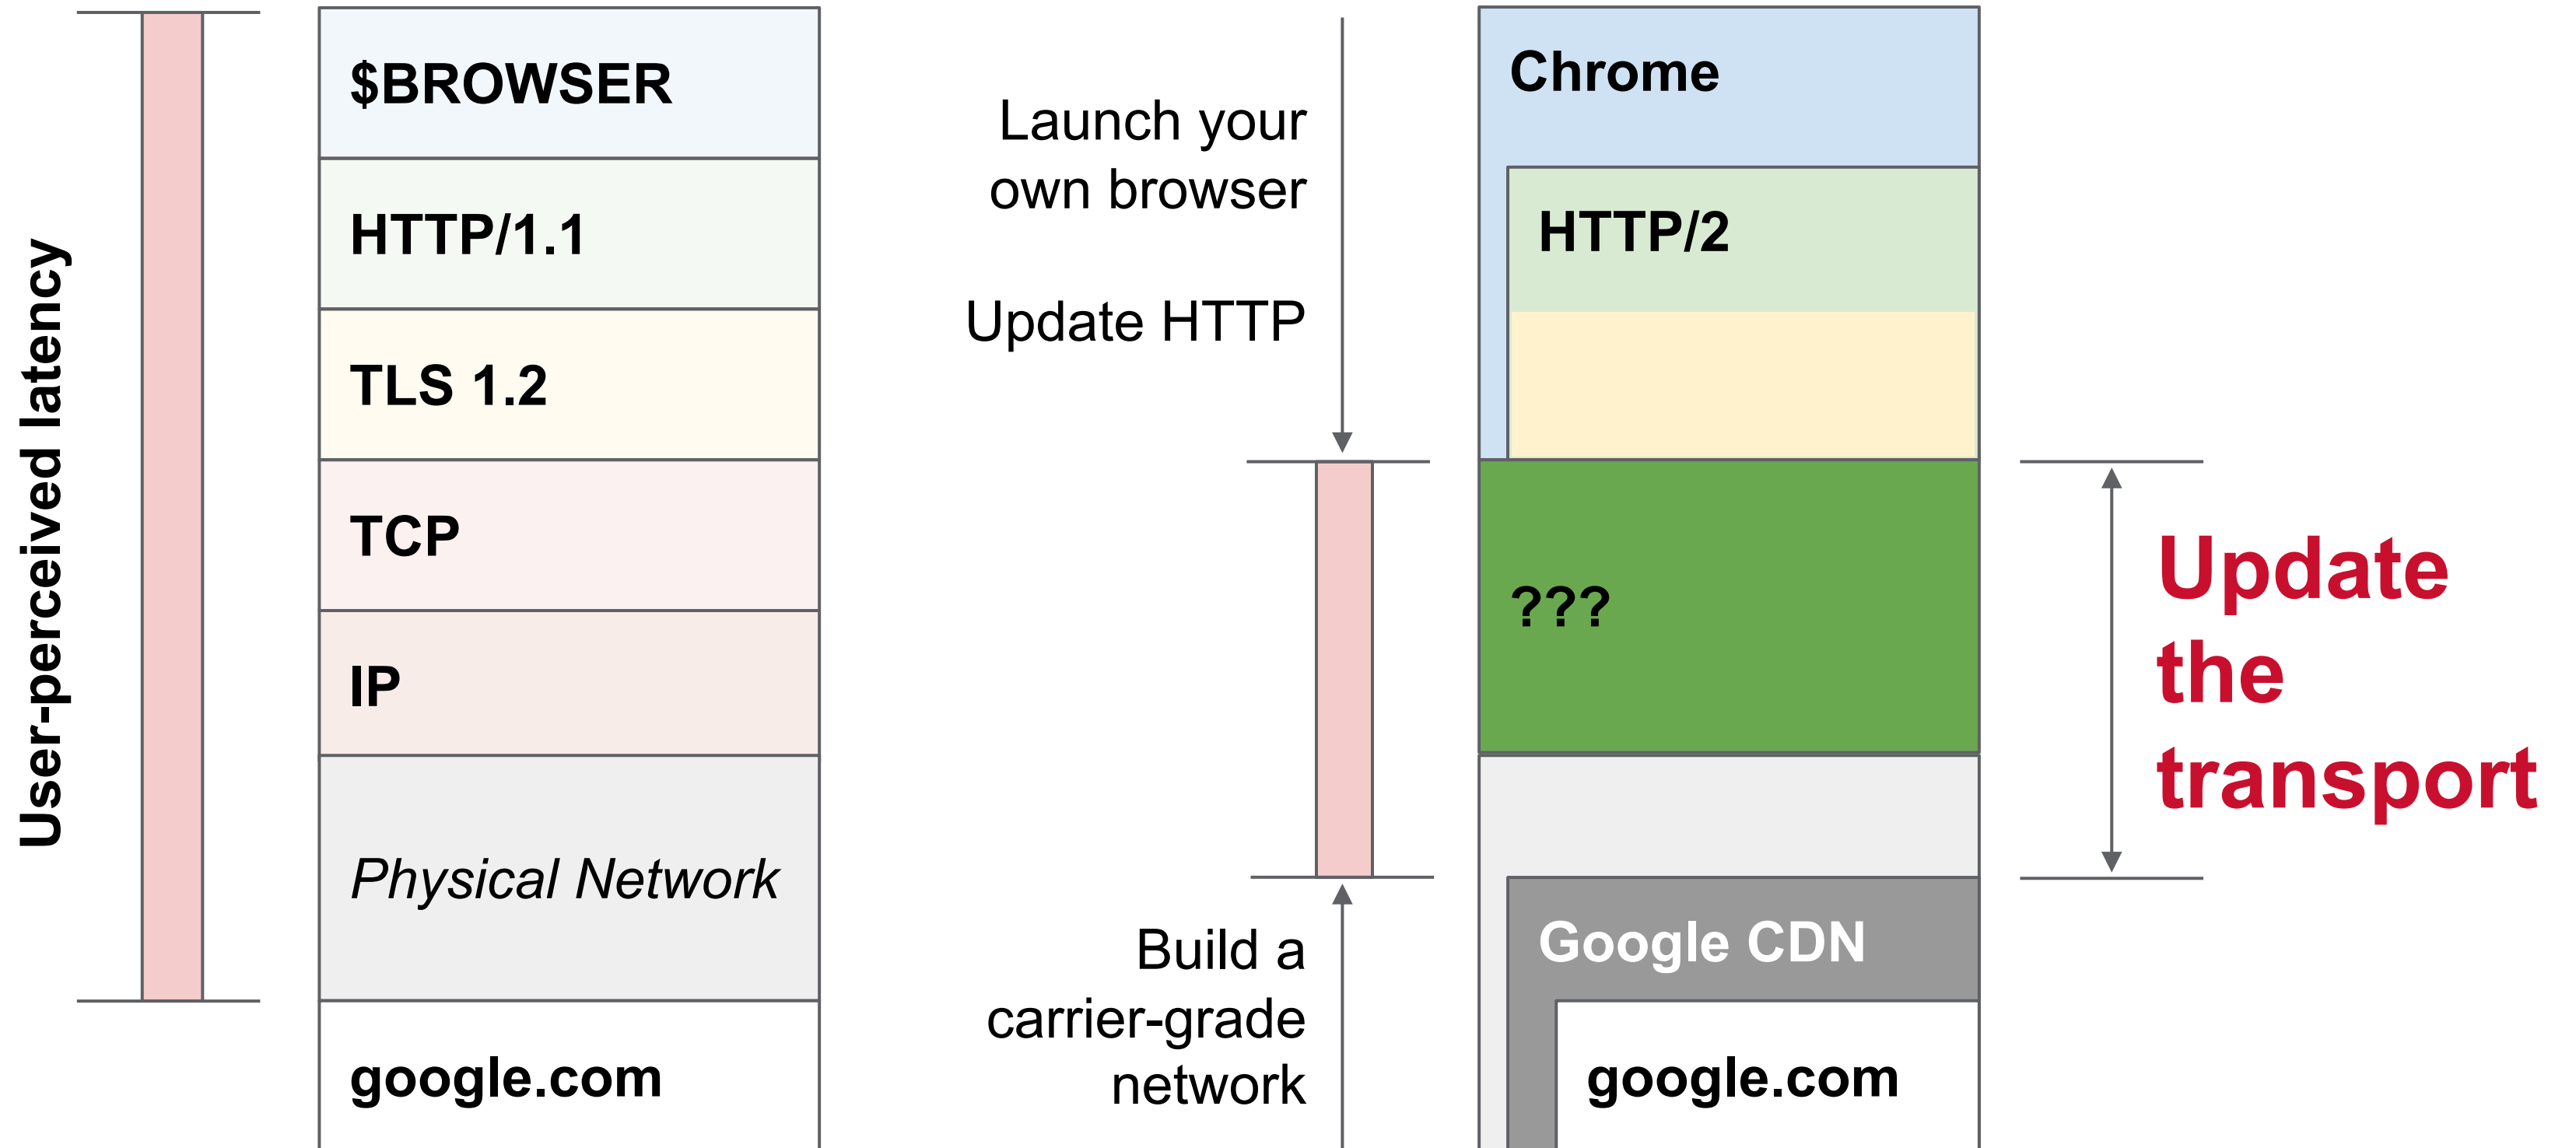 User-perceived latency
$BROWSER
HTTP/1.1
TLS 1.2
TCP
IP
Physical Network
google.com
Launch your
own browser
Update HTTP
Build a
carrier-grade
network
Chrome
HTTP/2
???
Google CDN
google.com
Update
the
transport